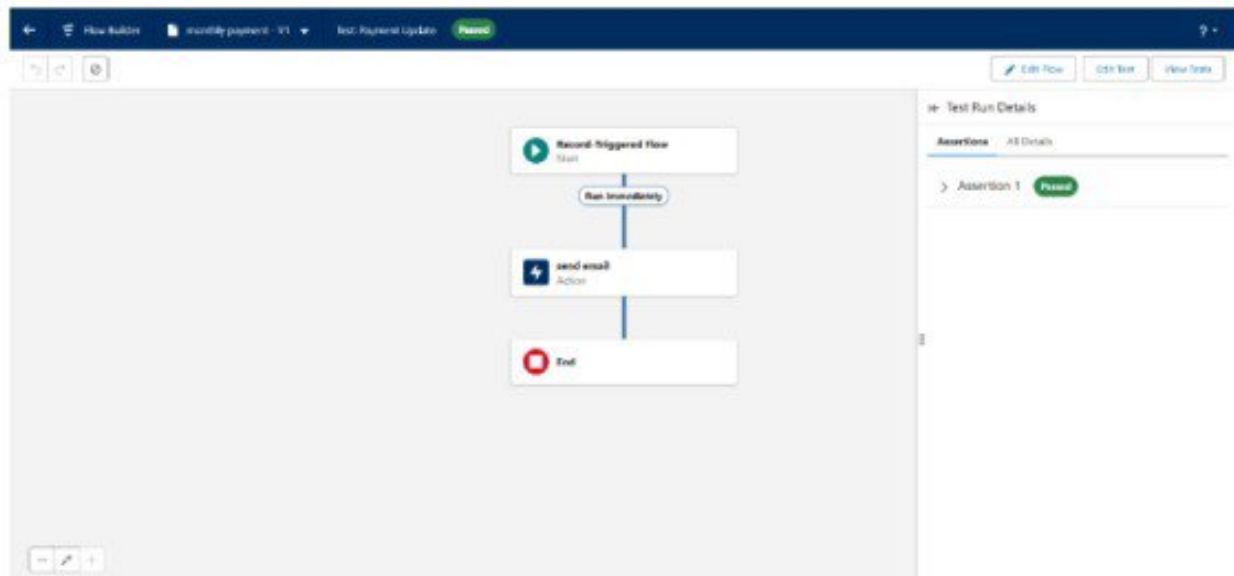 Flow Builder
monthly payment - V1
Test: Payment Update
Passed
?
Edit Flow
Edit Test
View Tests
Test Run Details
Assertions
All Details
Assertion 1
Passed
Record-Triggered Flow
Start
Run Immediately
send email
Action
End